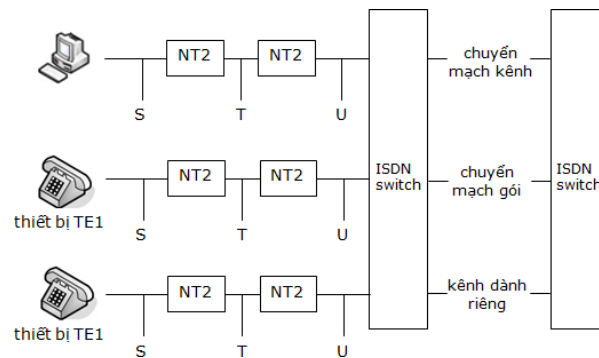 NT2 NT2
chuyển
mạch kênh
S T U
NT2 NT2
ISDN
switch
chuyển
mạch gói
ISDN
switch
thiết bị TE1
S T U
NT2 NT2
kênh dành
riêng
thiết bị TE1
S T U